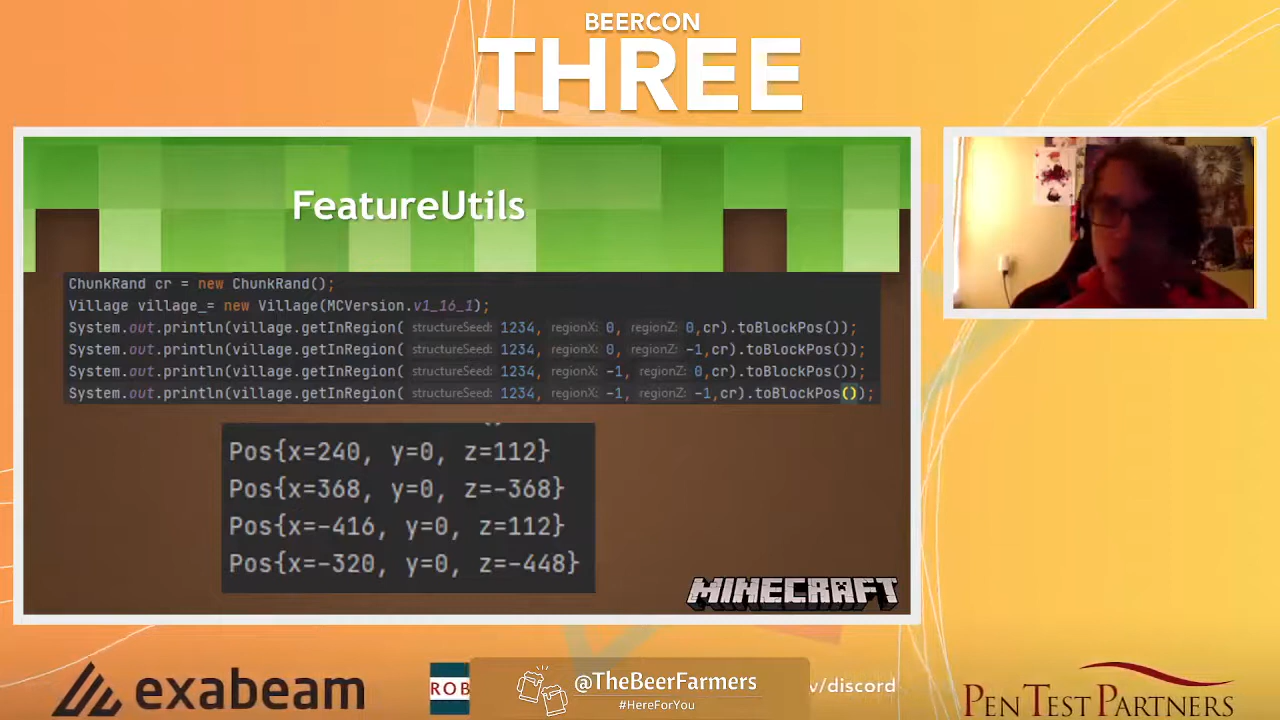 BEERCON
THREE
FeatureUtils
ChunkRand cr = new ChunkRand();
Village village_= new Village(MCVersion.v1_16_1);
System.out.println(village.getInRegion( structureSeed: 1234, regionX: 0, regionZ: 0,cr).toBlockPos());
System.out.println(village.getInRegion( structureSeed: 1234, regionX: 0, regionZ: -1,cr).toBlockPos());
System.out.println(village.getInRegion( structureSeed: 1234, regionX: -1, regionZ: 0,cr).toBlockPos());
System.out.println(village.getInRegion( structureSeed: 1234, regionX: -1, regionZ: -1,cr).toBlockPos());
Pos{x=240, y=0, z=112}
Pos{x=368, y=0, z=-368}
Pos{x=-416, y=0, z=112}
Pos{x=-320, y=0, z=-448}
MINECRAFT
exabeam
ROB
@TheBeerFarmers
#HereForYou
v/discord
PEN TEST PARTNERS